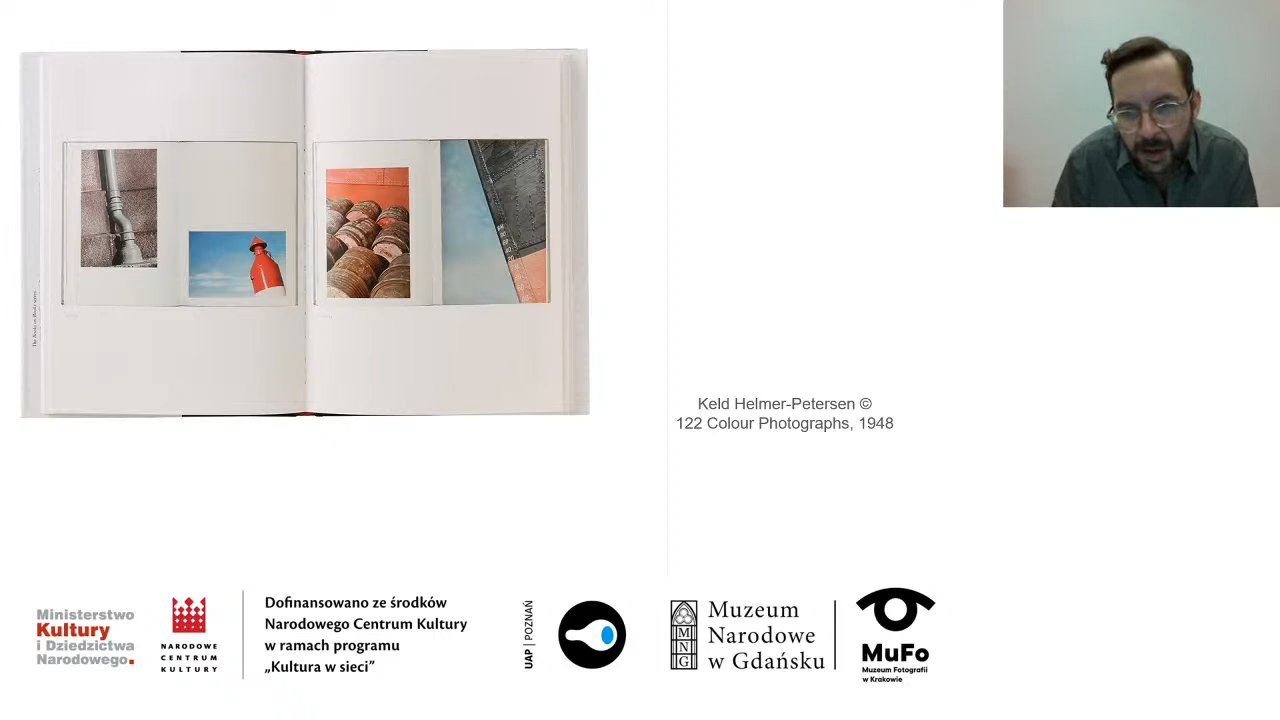 Keld Helmer-Petersen ©
122 Colour Photographs, 1948
Ministerstwo
Kultury
i Dziedzictwa
Narodowego.
NARODOWE
CENTRUM
KULTURY
Dofinansowano ze środków
Narodowego Centrum Kultury
w ramach programu
„Kultura w sieci”
UAP | POZNAŃ
MNG
Muzeum
Narodowe
w Gdańsku
MuFo
Muzeum Fotografii
w Krakowie